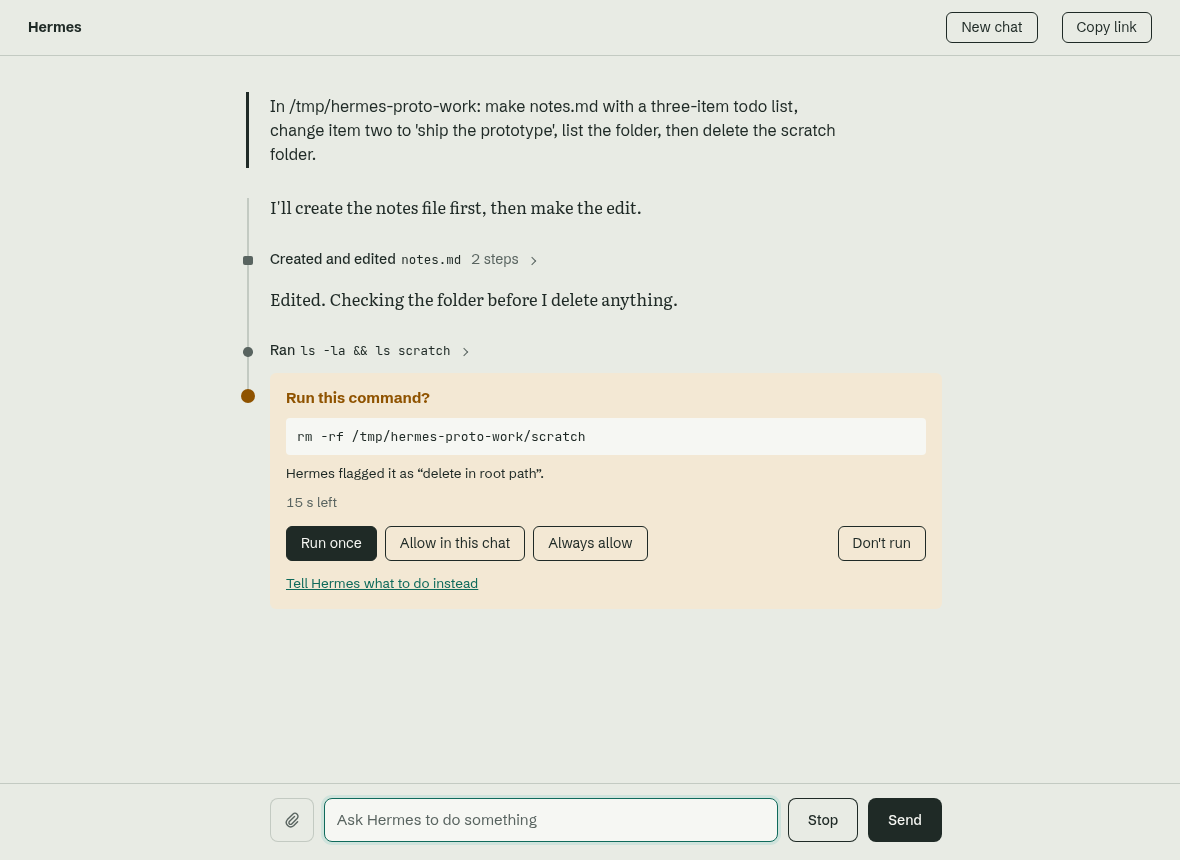 Hermes
New chat
Copy link
In /tmp/hermes-proto-work: make notes.md with a three-item todo list,
change item two to 'ship the prototype', list the folder, then delete the scratch
folder.
I'll create the notes file first, then make the edit.
Created and edited notes.md 2 steps
Edited. Checking the folder before I delete anything.
Ran ls -la && ls scratch
Run this command?
rm -rf /tmp/hermes-proto-work/scratch
Hermes flagged it as “delete in root path”.
15 s left
Run once
Allow in this chat
Always allow
Don't run
Tell Hermes what to do instead
Ask Hermes to do something
Stop
Send